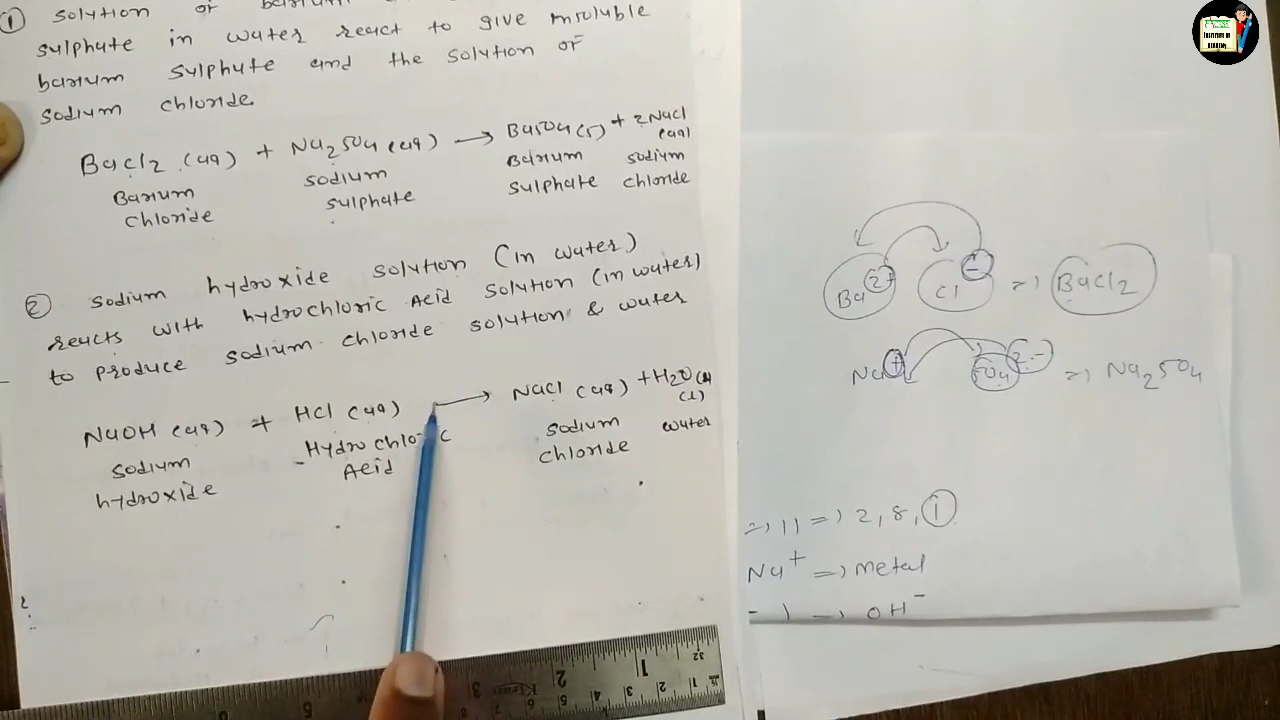 ① solution of barium
sulphate in water react to give insoluble
barium sulphate and the solution of
sodium chloride
BaCl2 (aq) + Na2SO4 (aq) → BaSO4(s) + 2NaCl
(aq)
Barium chloride
sodium sulphate
Barium sulphate
sodium chloride
② sodium hydroxide solution (in water)
reacts with hydrochloric Acid solution (in water)
to produce sodium chloride solution & water
NaOH (aq) + HCl (aq) → NaCl (aq) + H2O
(l)
sodium hydroxide
Hydrochloric Acid
sodium chloride
water
Ba 2+ Cl - => BaCl2
Na + SO4 2- => Na2SO4
=> 11 => 2, 8, 1
Na+ => metal
=> OH-